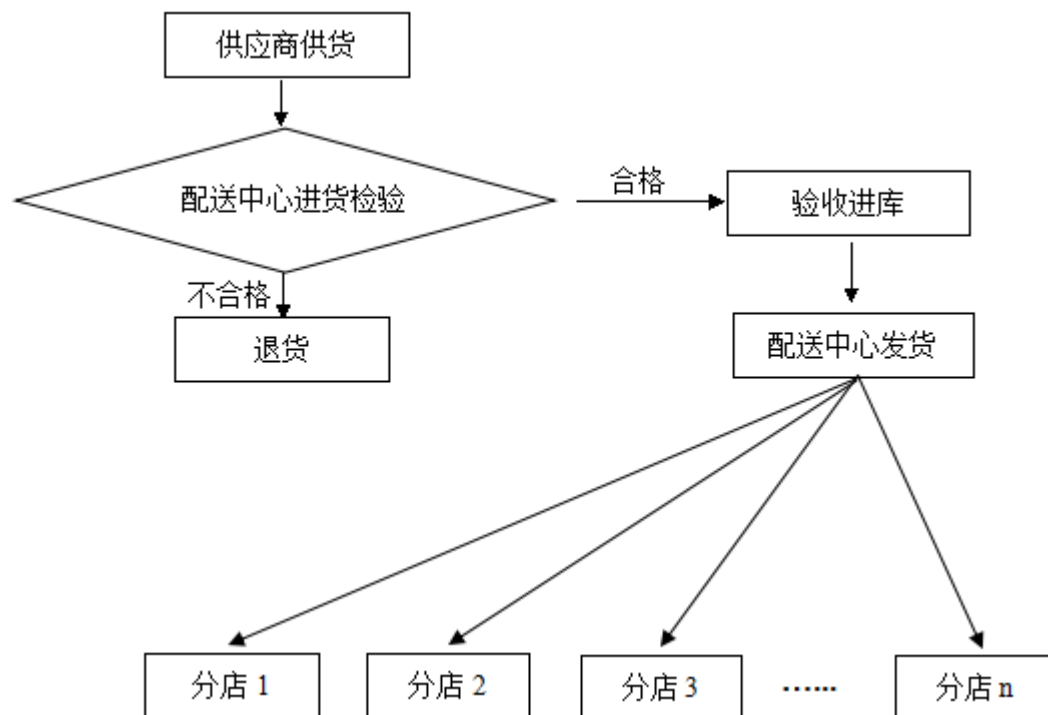 供应商供货
配送中心进货检验
合格
验收进库
不合格
退货
配送中心发货
分店 1
分店 2
分店 3
…...
分店 n